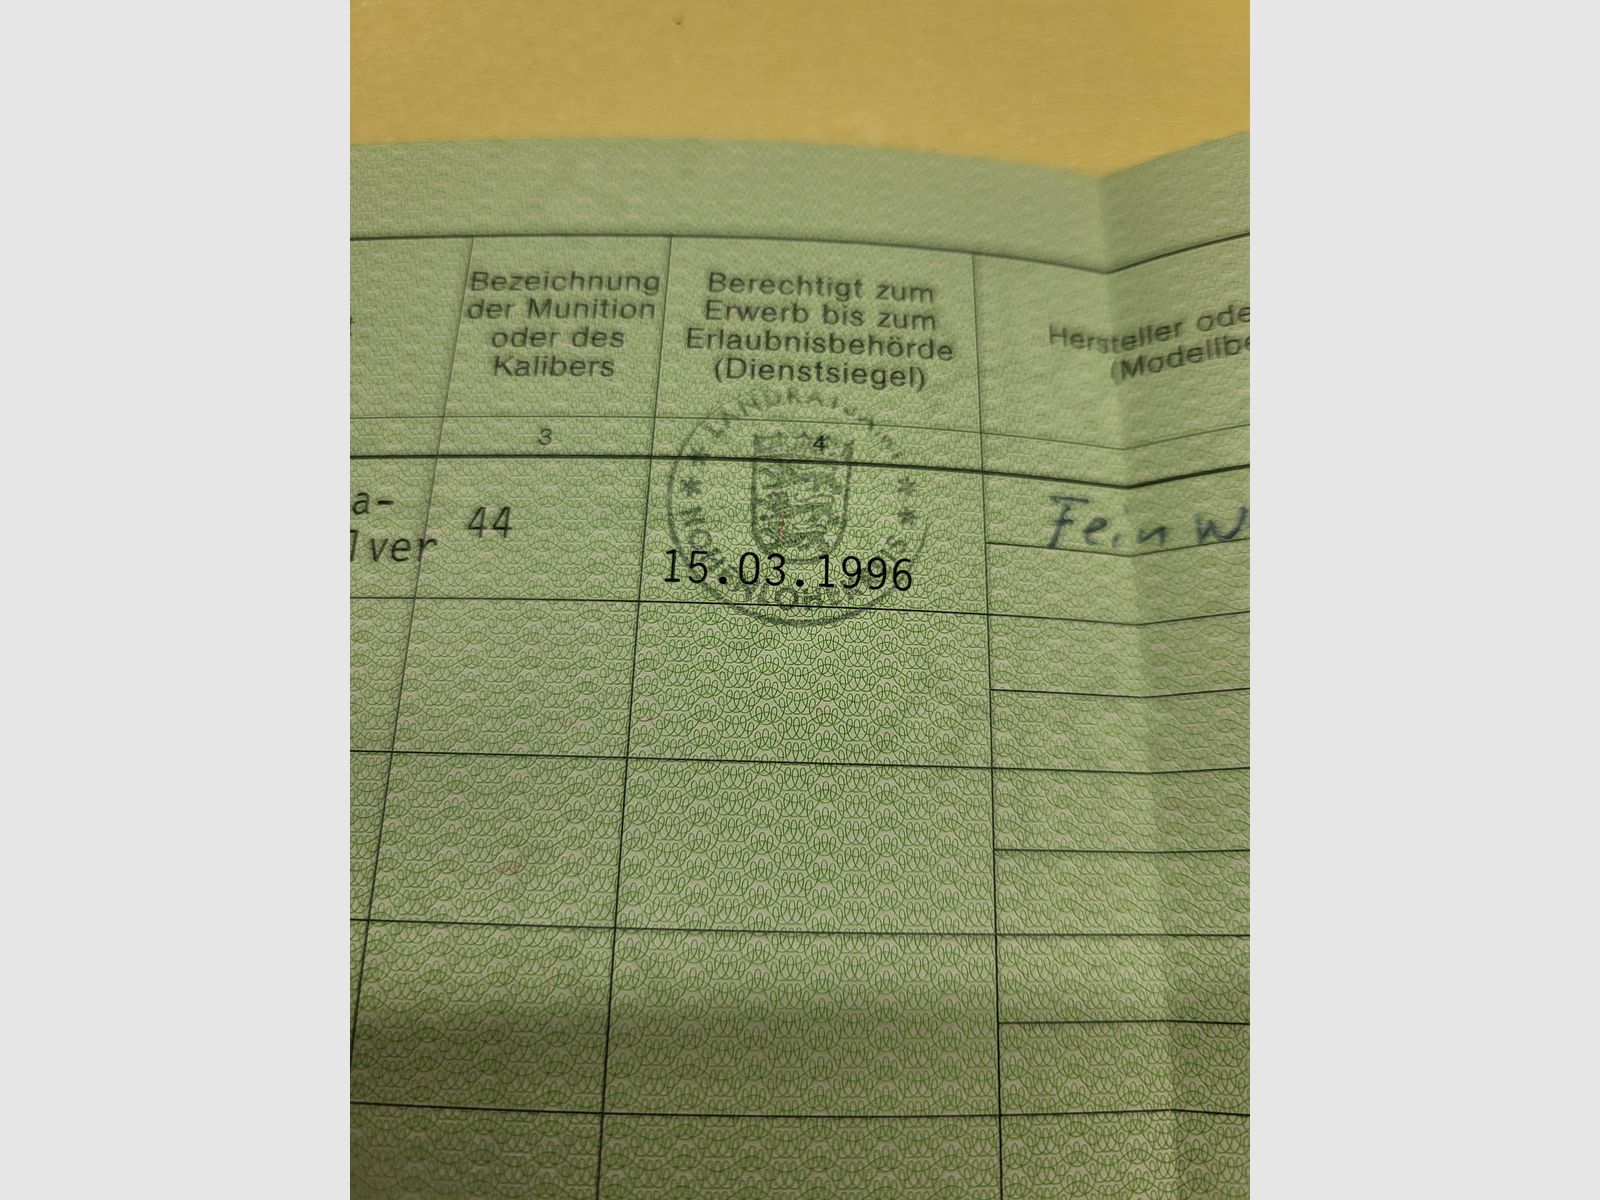 Bezeichnung
der Munition
oder des
Kalibers
Berechtigt zum
Erwerb bis zum
Erlaubnisbehörde
(Dienstsiegel)
Hersteller ode
(Modellbe
3
4
a-
lver
44
15.03.1996
Feinw